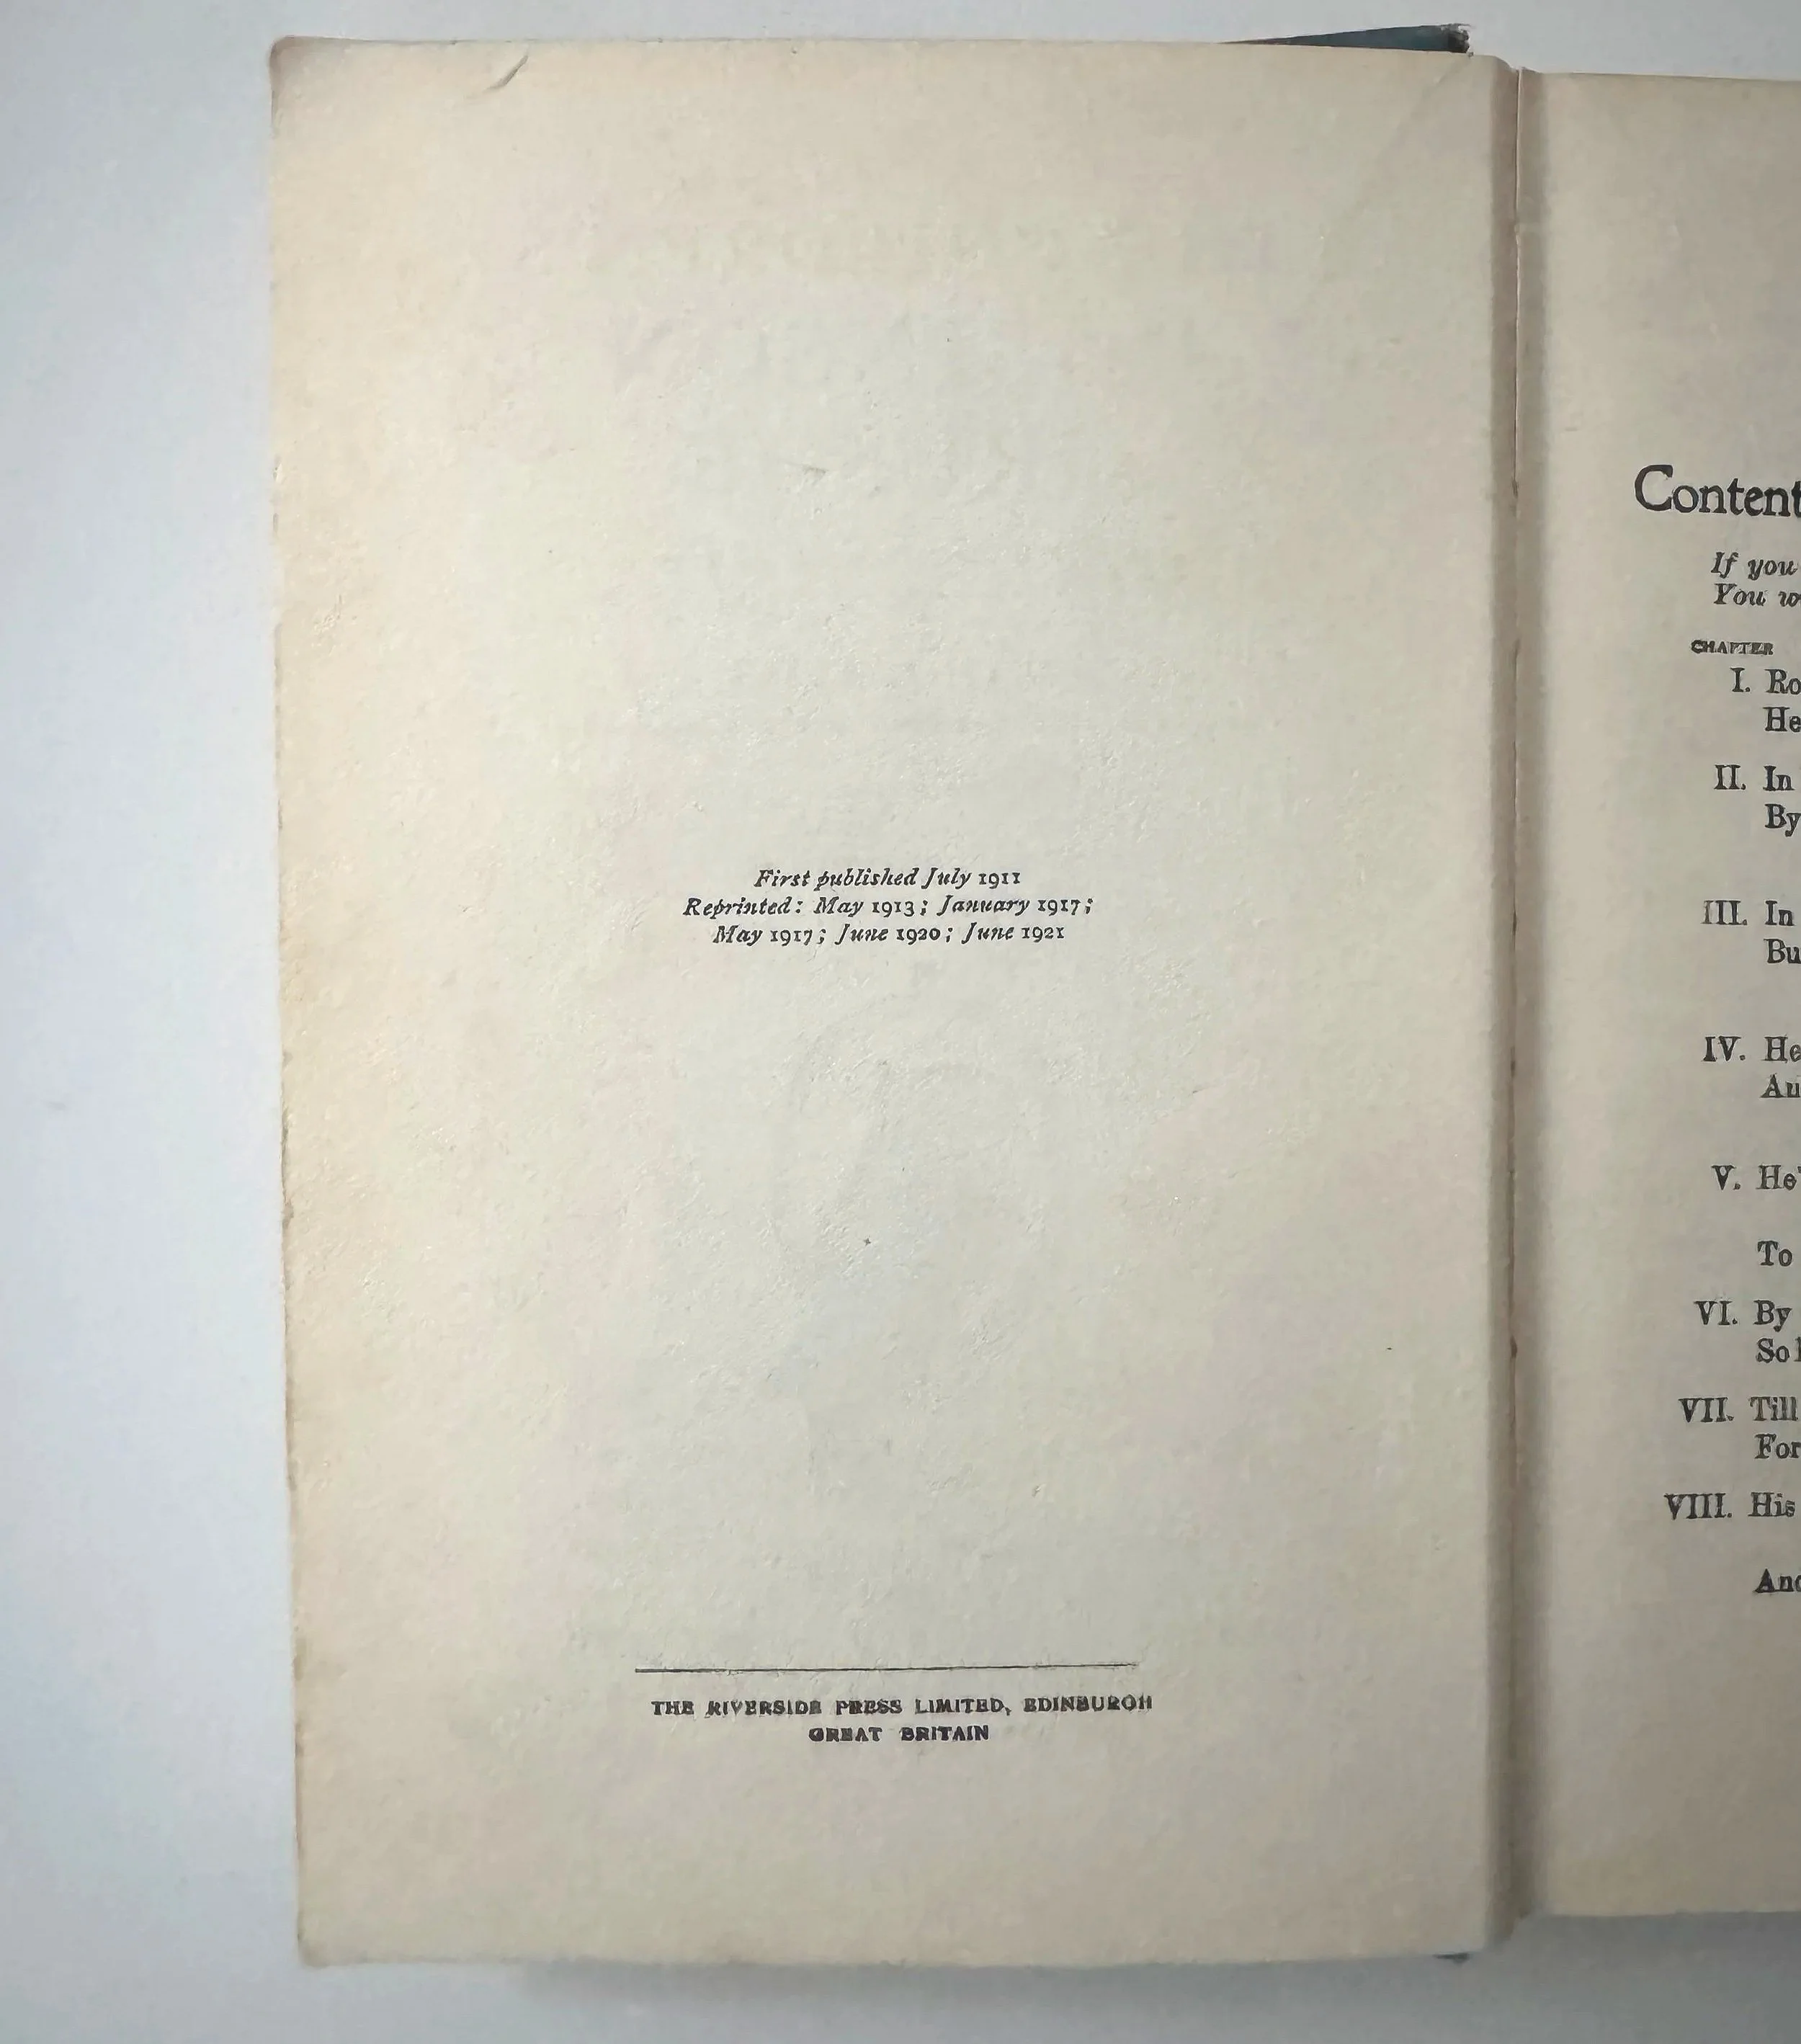 First published July 1911
Reprinted: May 1913; January 1917;
May 1917; June 1920; June 1921
THE RIVERSIDE PRESS LIMITED, EDINBURGH
GREAT BRITAIN
Content
If you
You w
CHAPTER
I. Ro
He
II. In
By
III. In
Bu
IV. He
Au
V. He'
To
VI. By
So
VII. Till
For
VIII. His
And